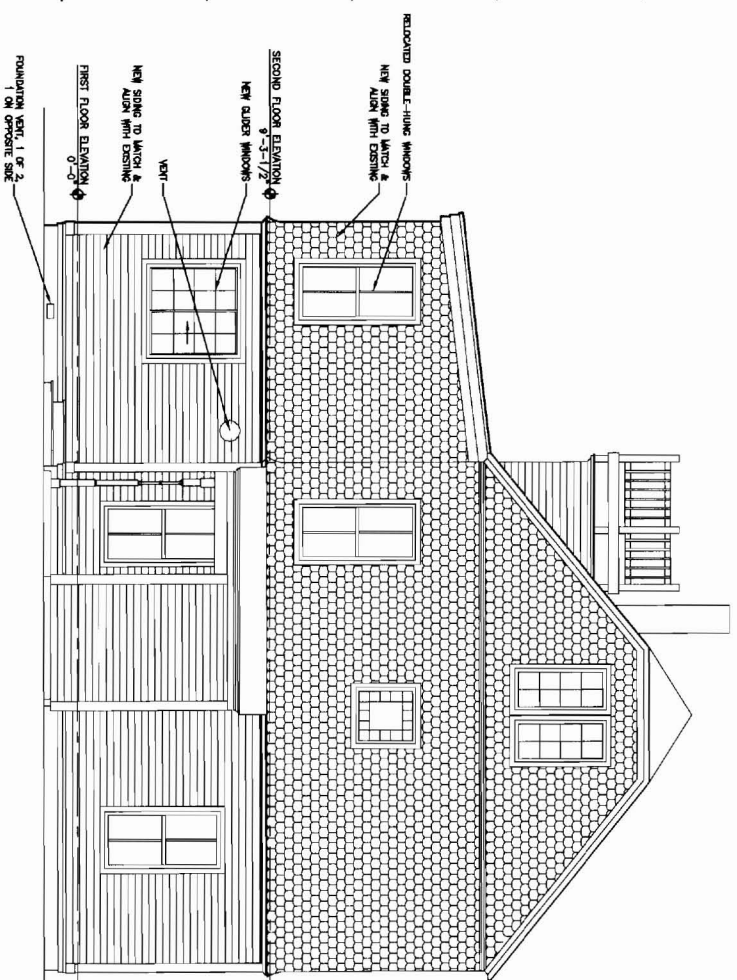 RELOCATED DOUBLE-HUNG WINDOWS
NEW SIDING TO MATCH &
ALIGN WITH EXISTING
SECOND FLOOR ELEVATION
9'-3-1/2"
NEW GLIDER WINDOWS
VENT
NEW SIDING TO MATCH &
ALIGN WITH EXISTING
FIRST FLOOR ELEVATION
0'-0"
FOUNDATION VENT, 1 OF 2,
1 ON OPPOSITE SIDE